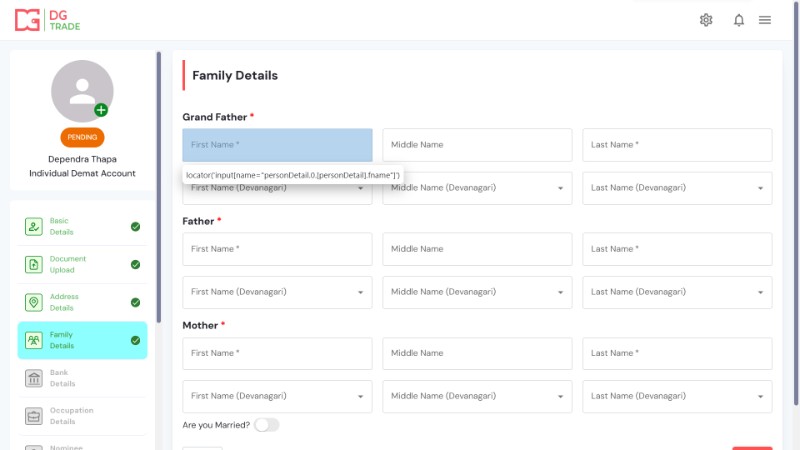 DG
TRADE
PENDING
Dependra Thapa
Individual Demat Account
Basic
Details
Document
Upload
Address
Details
Family
Details
Bank
Details
Occupation
Details
Nominee
Family Details
Grand Father *
First Name *
Middle Name
Last Name *
locator('input[name="personDetail.0.[personDetail].fname"]')
First Name (Devanagari)
Middle Name (Devanagari)
Last Name (Devanagari)
Father *
First Name *
Middle Name
Last Name *
First Name (Devanagari)
Middle Name (Devanagari)
Last Name (Devanagari)
Mother *
First Name *
Middle Name
Last Name *
First Name (Devanagari)
Middle Name (Devanagari)
Last Name (Devanagari)
Are you Married?